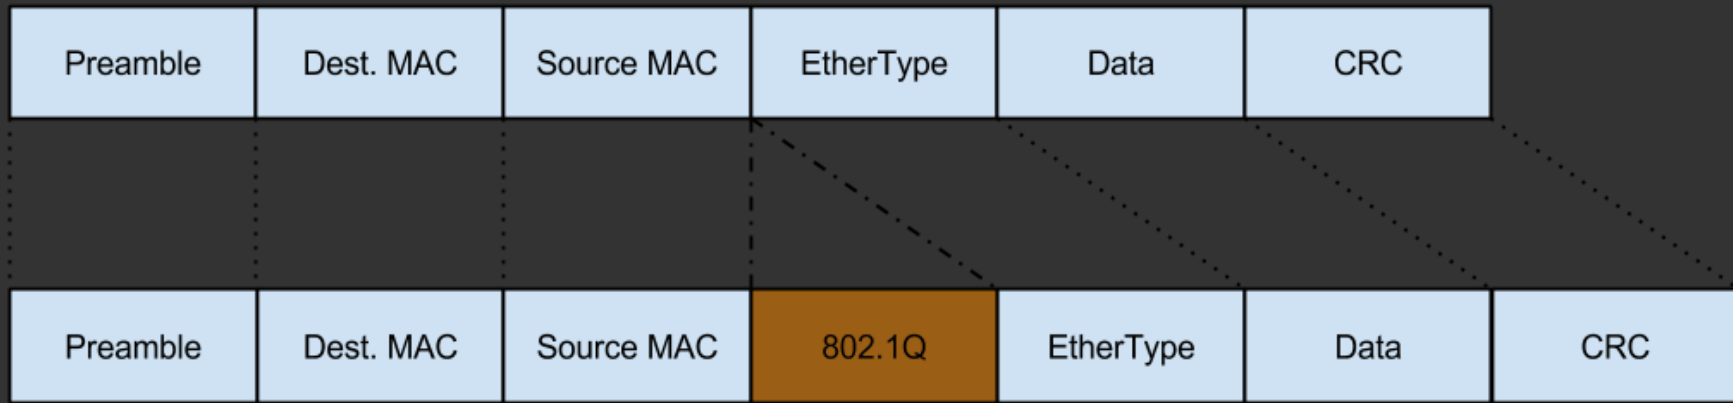 Preamble Dest. MAC Source MAC EtherType Data CRC
Preamble Dest. MAC Source MAC 802.1Q EtherType Data CRC